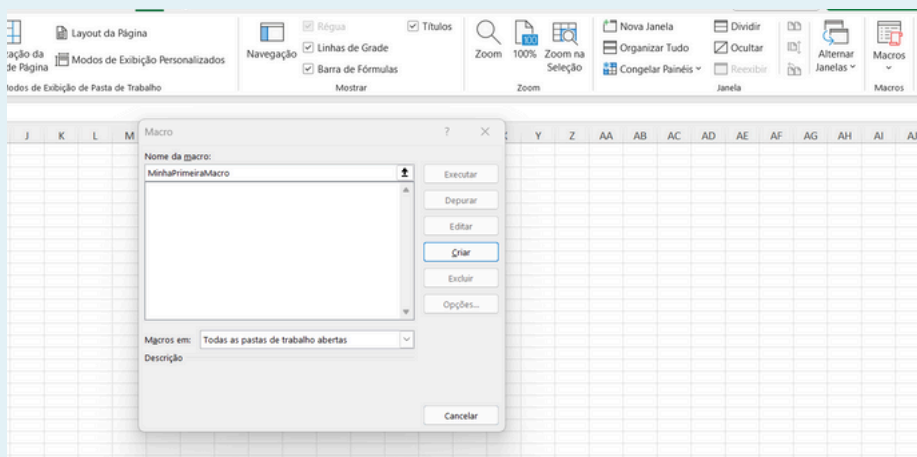 Layout da Página
Modos de Exibição Personalizados
zação da
de Página
Modos de Exibição de Pasta de Trabalho
Navegação
Régua
Linhas de Grade
Barra de Fórmulas
Títulos
Mostrar
Zoom
100%
Zoom na
Seleção
Zoom
Nova Janela
Organizar Tudo
Congelar Painéis
Dividir
Ocultar
Reexibir
Alternar
Janelas
Janela
Macros
Macros
J K L M Y Z AA AB AC AD AE AF AG AH AI
Macro
Nome da macro:
MinhaPrimeiraMacro
Executar
Depurar
Editar
Criar
Excluir
Opções...
Macros em: Todas as pastas de trabalho abertas
Descrição
Cancelar